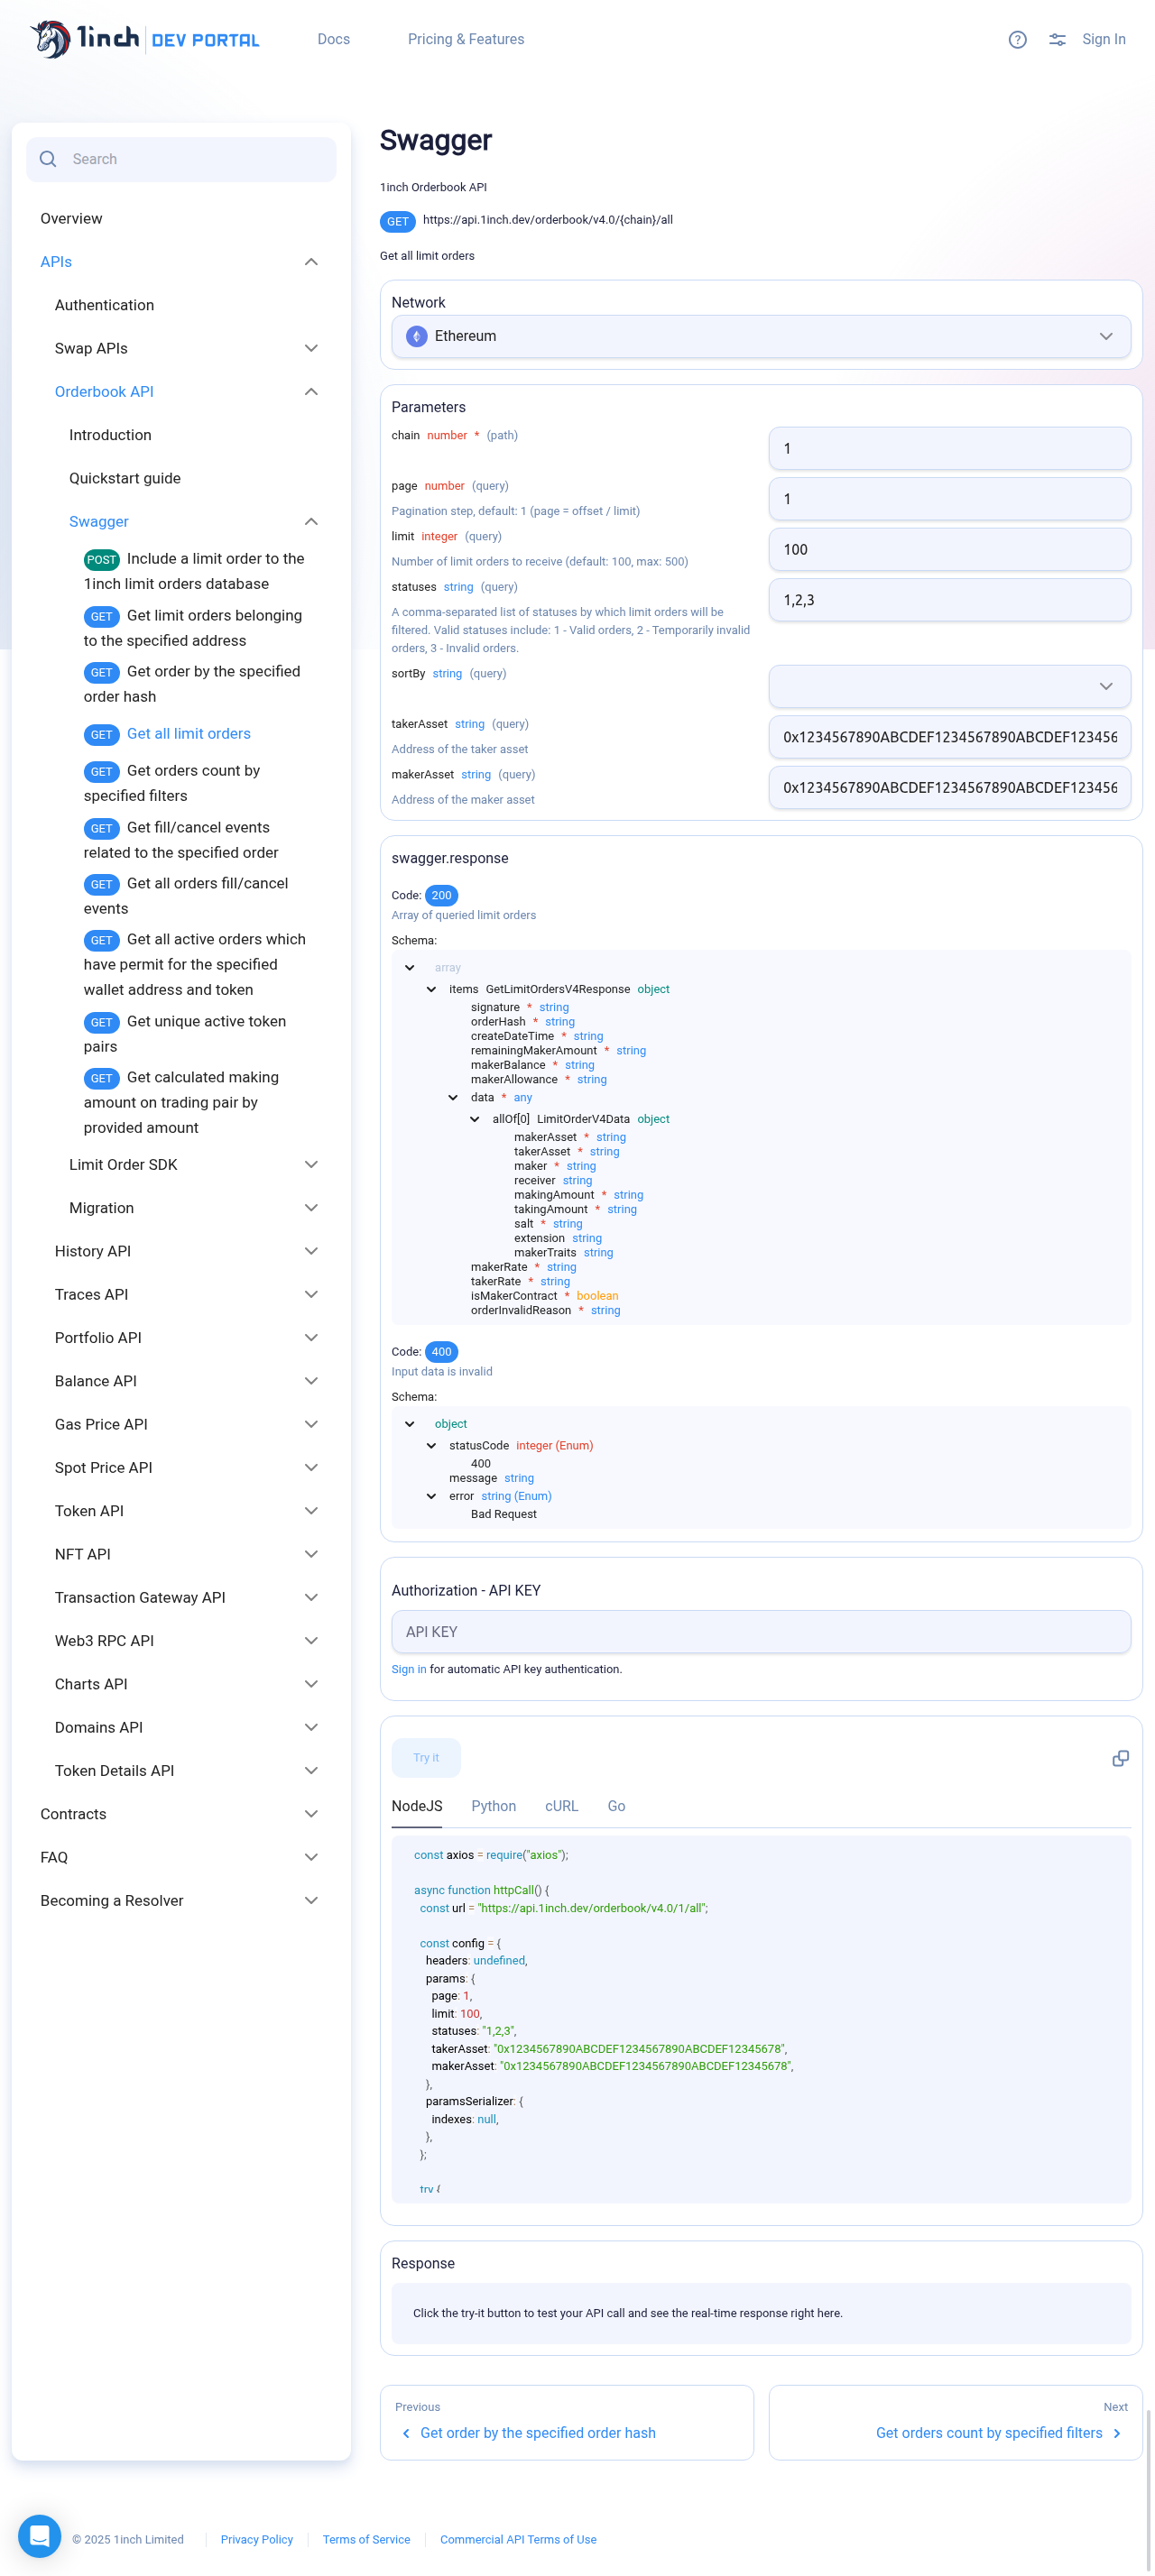 1inch DEV PORTAL
Docs
Pricing & Features
Sign In
Search
Overview
APIs
Authentication
Swap APIs
Orderbook API
Introduction
Quickstart guide
Swagger
POST Include a limit order to the
1inch limit orders database
GET Get limit orders belonging
to the specified address
GET Get order by the specified
order hash
GET Get all limit orders
GET Get orders count by
specified filters
GET Get fill/cancel events
related to the specified order
GET Get all orders fill/cancel
events
GET Get all active orders which
have permit for the specified
wallet address and token
GET Get unique active token
pairs
GET Get calculated making
amount on trading pair by
provided amount
Limit Order SDK
Migration
History API
Traces API
Portfolio API
Balance API
Gas Price API
Spot Price API
Token API
NFT API
Transaction Gateway API
Web3 RPC API
Charts API
Domains API
Token Details API
Contracts
FAQ
Becoming a Resolver
Swagger
1inch Orderbook API
GET https://api.1inch.dev/orderbook/v4.0/{chain}/all
Get all limit orders
Network
Ethereum
Parameters
chain number * (path)
1
page number (query)
1
Pagination step, default: 1 (page = offset / limit)
limit integer (query)
100
Number of limit orders to receive (default: 100, max: 500)
statuses string (query)
1,2,3
A comma-separated list of statuses by which limit orders will be
filtered. Valid statuses include: 1 - Valid orders, 2 - Temporarily invalid
orders, 3 - Invalid orders.
sortBy string (query)
takerAsset string (query)
0x1234567890ABCDEF1234567890ABCDEF123456
Address of the taker asset
makerAsset string (query)
0x1234567890ABCDEF1234567890ABCDEF123456
Address of the maker asset
swagger.response
Code: 200
Array of queried limit orders
Schema:
array
items GetLimitOrdersV4Response object
signature * string
orderHash * string
createDateTime * string
remainingMakerAmount * string
makerBalance * string
makerAllowance * string
data * any
allOf[0] LimitOrderV4Data object
makerAsset * string
takerAsset * string
maker * string
receiver string
makingAmount * string
takingAmount * string
salt * string
extension string
makerTraits string
makerRate * string
takerRate * string
isMakerContract * boolean
orderInvalidReason * string
Code: 400
Input data is invalid
Schema:
object
statusCode integer (Enum)
400
message string
error string (Enum)
Bad Request
Authorization - API KEY
API KEY
Sign in for automatic API key authentication.
Try it
NodeJS
Python
cURL
Go
const axios = require("axios");
async function httpCall() {
const url = "https://api.1inch.dev/orderbook/v4.0/1/all";
const config = {
headers: undefined,
params: {
page: 1,
limit: 100,
statuses: "1,2,3",
takerAsset: "0x1234567890ABCDEF1234567890ABCDEF12345678",
makerAsset: "0x1234567890ABCDEF1234567890ABCDEF12345678",
},
paramsSerializer: {
indexes: null,
},
};
try {
Response
Click the try-it button to test your API call and see the real-time response right here.
Previous
Get order by the specified order hash
Next
Get orders count by specified filters
© 2025 1inch Limited
Privacy Policy
Terms of Service
Commercial API Terms of Use